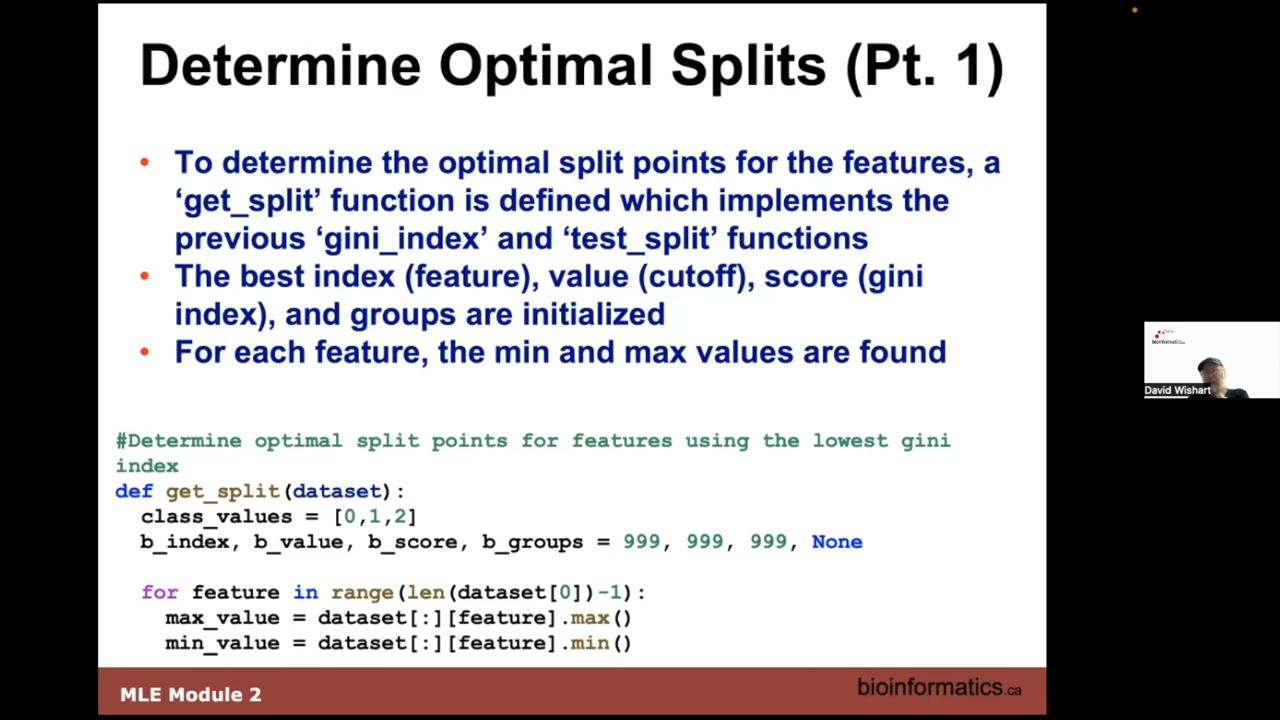 Determine Optimal Splits (Pt. 1)
• To determine the optimal split points for the features, a
‘get_split’ function is defined which implements the
previous ‘gini_index’ and ‘test_split’ functions
• The best index (feature), value (cutoff), score (gini
index), and groups are initialized
• For each feature, the min and max values are found
#Determine optimal split points for features using the lowest gini
index
def get_split(dataset):
class_values = [0,1,2]
b_index, b_value, b_score, b_groups = 999, 999, 999, None
for feature in range(len(dataset[0])-1):
max_value = dataset[:][feature].max()
min_value = dataset[:][feature].min()
MLE Module 2
bioinformatics.ca
bioinformatics.ca
David Wishart